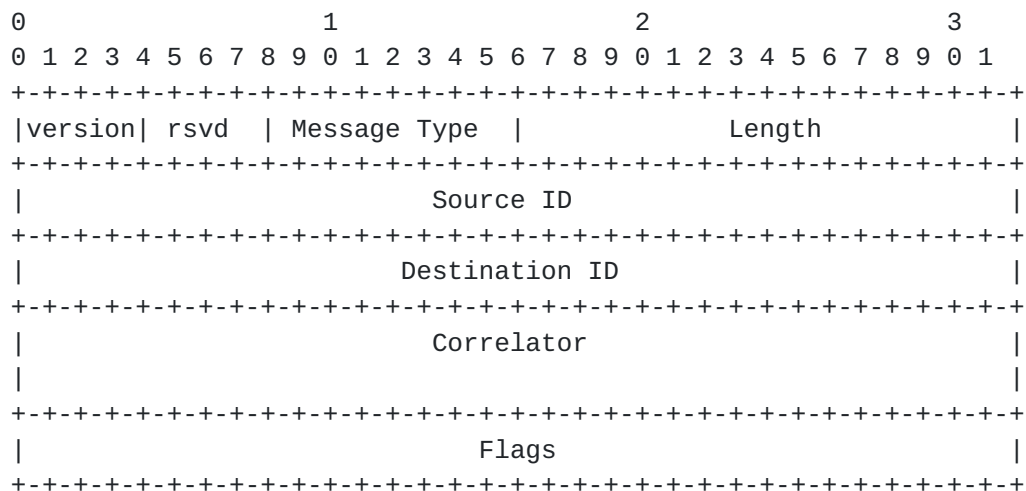 0                   1                   2                   3
0 1 2 3 4 5 6 7 8 9 0 1 2 3 4 5 6 7 8 9 0 1 2 3 4 5 6 7 8 9 0 1
+-+-+-+-+-+-+-+-+-+-+-+-+-+-+-+-+-+-+-+-+-+-+-+-+-+-+-+-+-+-+-+-+
|version| rsvd  | Message Type  |             Length            |
+-+-+-+-+-+-+-+-+-+-+-+-+-+-+-+-+-+-+-+-+-+-+-+-+-+-+-+-+-+-+-+-+
|                          Source ID                            |
+-+-+-+-+-+-+-+-+-+-+-+-+-+-+-+-+-+-+-+-+-+-+-+-+-+-+-+-+-+-+-+-+
|                        Destination ID                         |
+-+-+-+-+-+-+-+-+-+-+-+-+-+-+-+-+-+-+-+-+-+-+-+-+-+-+-+-+-+-+-+-+
|                          Correlator                           |
|                                                               |
+-+-+-+-+-+-+-+-+-+-+-+-+-+-+-+-+-+-+-+-+-+-+-+-+-+-+-+-+-+-+-+-+
|                             Flags                             |
+-+-+-+-+-+-+-+-+-+-+-+-+-+-+-+-+-+-+-+-+-+-+-+-+-+-+-+-+-+-+-+-+